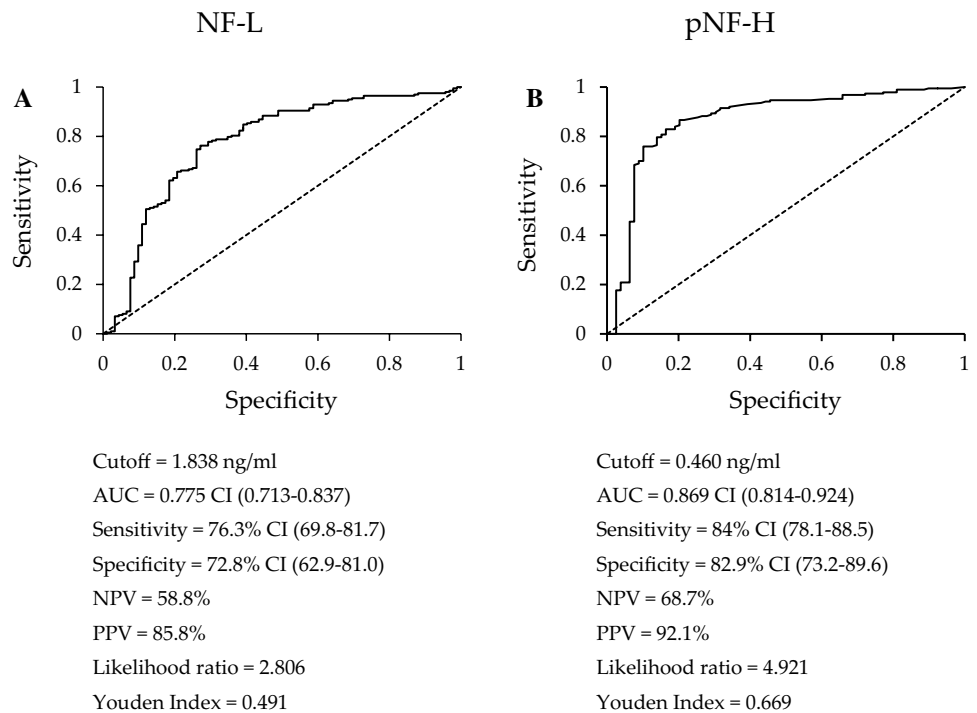 NF-L
A
1
0.8
0.6
0.4
0.2
0
Sensitivity
0 0.2 0.4 0.6 0.8 1
Specificity
Cutoff = 1.838 ng/ml
AUC = 0.775 CI (0.713-0.837)
Sensitivity = 76.3% CI (69.8-81.7)
Specificity = 72.8% CI (62.9-81.0)
NPV = 58.8%
PPV = 85.8%
Likelihood ratio = 2.806
Youden Index = 0.491
pNF-H
B
1
0.8
0.6
0.4
0.2
0
Sensitivity
0 0.2 0.4 0.6 0.8 1
Specificity
Cutoff = 0.460 ng/ml
AUC = 0.869 CI (0.814-0.924)
Sensitivity = 84% CI (78.1-88.5)
Specificity = 82.9% CI (73.2-89.6)
NPV = 68.7%
PPV = 92.1%
Likelihood ratio = 4.921
Youden Index = 0.669